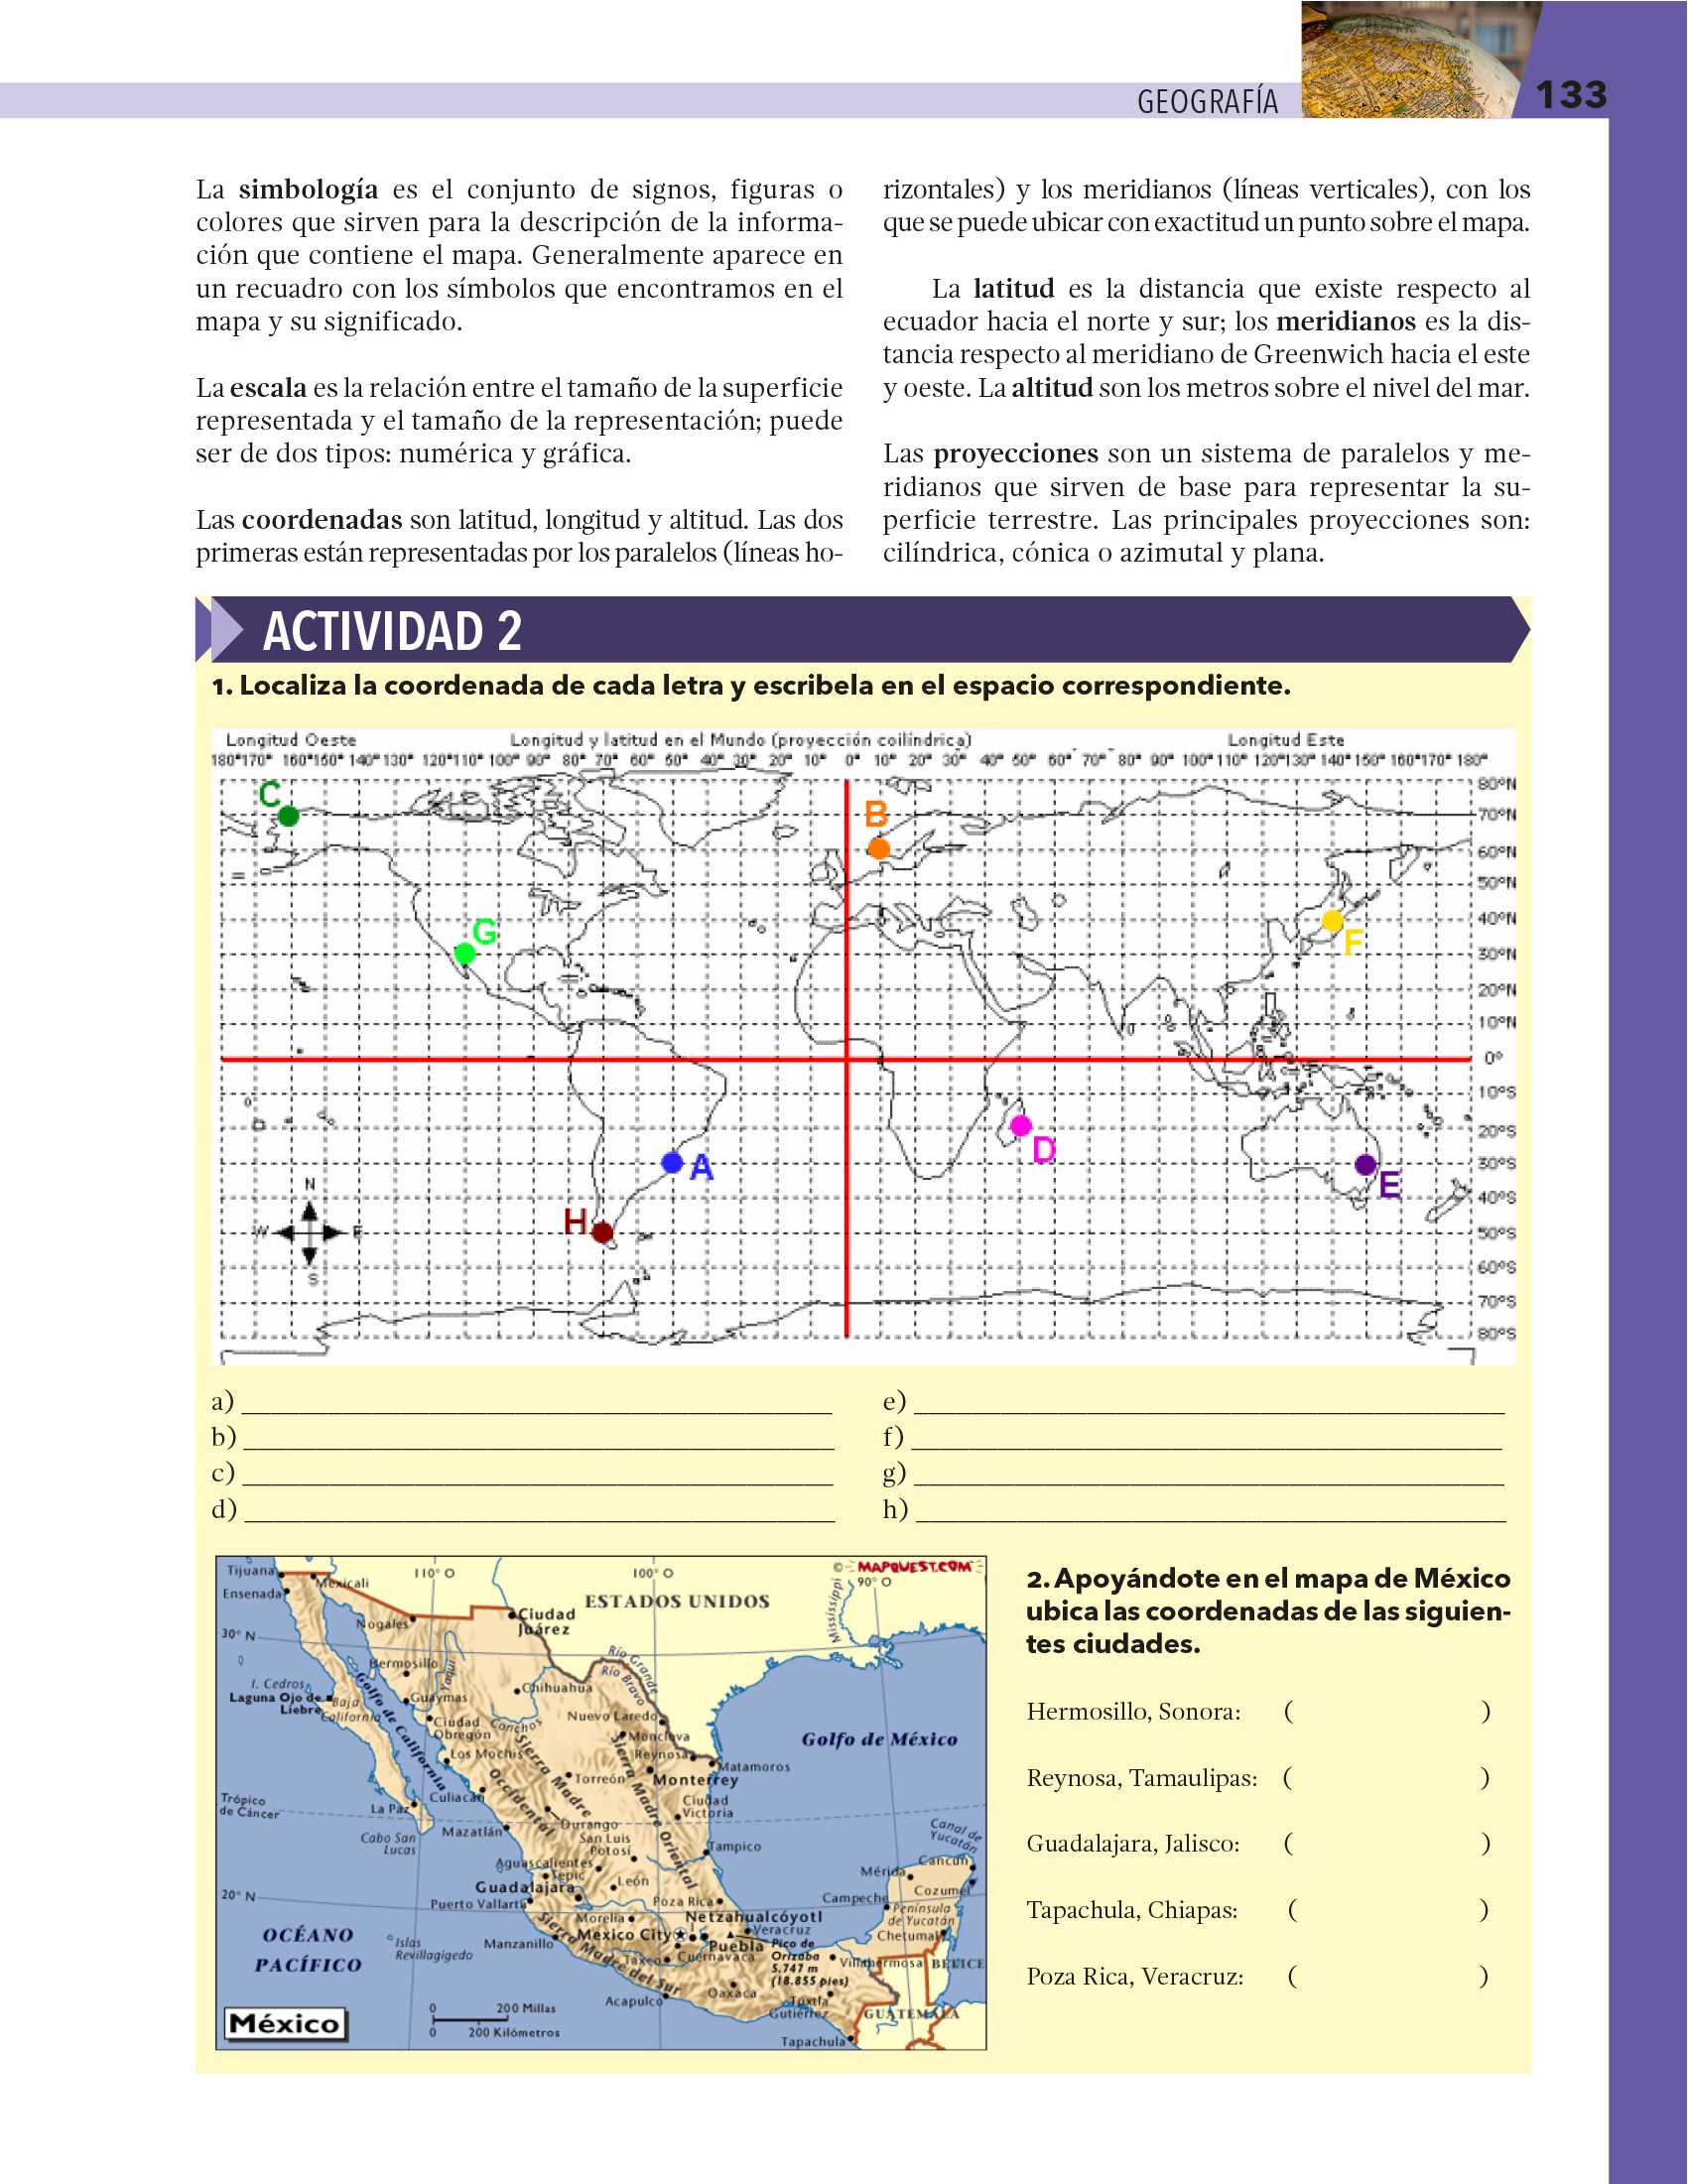 GEOGRAFÍA
133
La simbología es el conjunto de signos, figuras o
colores que sirven para la descripción de la informa-
ción que contiene el mapa. Generalmente aparece en
un recuadro con los símbolos que encontramos en el
mapa y su significado.
La escala es la relación entre el tamaño de la superficie
representada y el tamaño de la representación; puede
ser de dos tipos: numérica y gráfica.
Las coordenadas son latitud, longitud y altitud. Las dos
primeras están representadas por los paralelos (líneas ho-
rizontales) y los meridianos (líneas verticales), con los
que se puede ubicar con exactitud un punto sobre el mapa.
La latitud es la distancia que existe respecto al
ecuador hacia el norte y sur; los meridianos es la dis-
tancia respecto al meridiano de Greenwich hacia el este
y oeste. La altitud son los metros sobre el nivel del mar.
Las proyecciones son un sistema de paralelos y me-
ridianos que sirven de base para representar la su-
perficie terrestre. Las principales proyecciones son:
cilíndrica, cónica o azimutal y plana.
ACTIVIDAD 2
1. Localiza la coordenada de cada letra y escribela en el espacio correspondiente.
Longitud Oeste
Longitud y latitud en el Mundo (proyección coilíndrica)
Longitud Este
180° 170° 160° 150° 140° 130° 120° 110° 100° 90° 80° 70° 60° 50° 40° 30° 20° 10° 0° 10° 20° 30° 40° 50° 60° 70° 80° 90° 100° 110° 120° 130° 140° 150° 160° 170° 180°
80°N
C
B
70°N
60°N
50°N
40°N
G
F
30°N
20°N
10°N
0°
10°S
20°S
D
A
30°S
E
N
40°S
H
W
E
50°S
S
60°S
70°S
80°S
a)
b)
c)
d)
e)
f)
g)
h)
© MAPQUEST.COM
Tijuana
Mexicali
Ensenada
110° O
100° O
90° O
ESTADOS UNIDOS
Mississippi
Ciudad
Juárez
Nogales
30° N
Río Grande
Río Bravo
Hermosillo
Yaqui
I. Cedros
Laguna Ojo de
Liebre
Baja
California
Golfo de California
Guaymas
Chihuahua
Ciudad
Obregón
Conchos
Nuevo Laredo
Monclova
Golfo de México
Los Mochis
Reynosa
Matamoros
Sierra Madre
Occidental
Torreón
Monterrey
Sierra Madre Oriental
Culiacán
Trópico
de Cáncer
La Paz
Ciudad
Victoria
Durango
Mazatlán
Cabo San
Lucas
San Luis
Potosí
Tampico
Canal de
Yucatán
Aguascalientes
Tepic
Cancún
Mérida
Guadalajara
León
Cozumel
20° N
Puerto Vallarta
Poza Rica
Campeche
Península
de Yucatán
Morelia
Netzahualcóyotl
Veracruz
Chetumal
OCÉANO
PACÍFICO
Islas
Revillagigedo
Manzanillo
Mexico City
Puebla
Pico de
Orizaba
5,747 m
(18.855 pies)
Cuernavaca
Taxco
Villahermosa
BELICE
Sierra Madre del Sur
Oaxaca
Acapulco
Tuxtla
Gutiérrez
GUATEMALA
Tapachula
México
0 200 Millas
0 200 Kilómetros
2. Apoyándote en el mapa de México
ubica las coordenadas de las siguien-
tes ciudades.
Hermosillo, Sonora: ( )
Reynosa, Tamaulipas: ( )
Guadalajara, Jalisco: ( )
Tapachula, Chiapas: ( )
Poza Rica, Veracruz: ( )